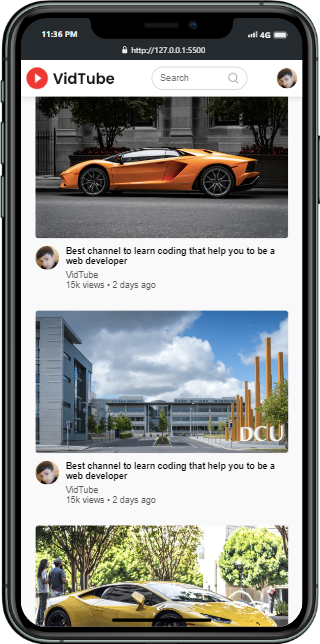 11:36 PM
4G
http://127.0.0.1:5500
VidTube
Search
Best channel to learn coding that help you to be a
web developer
VidTube
15k views • 2 days ago
DCU
Best channel to learn coding that help you to be a
web developer
VidTube
15k views • 2 days ago